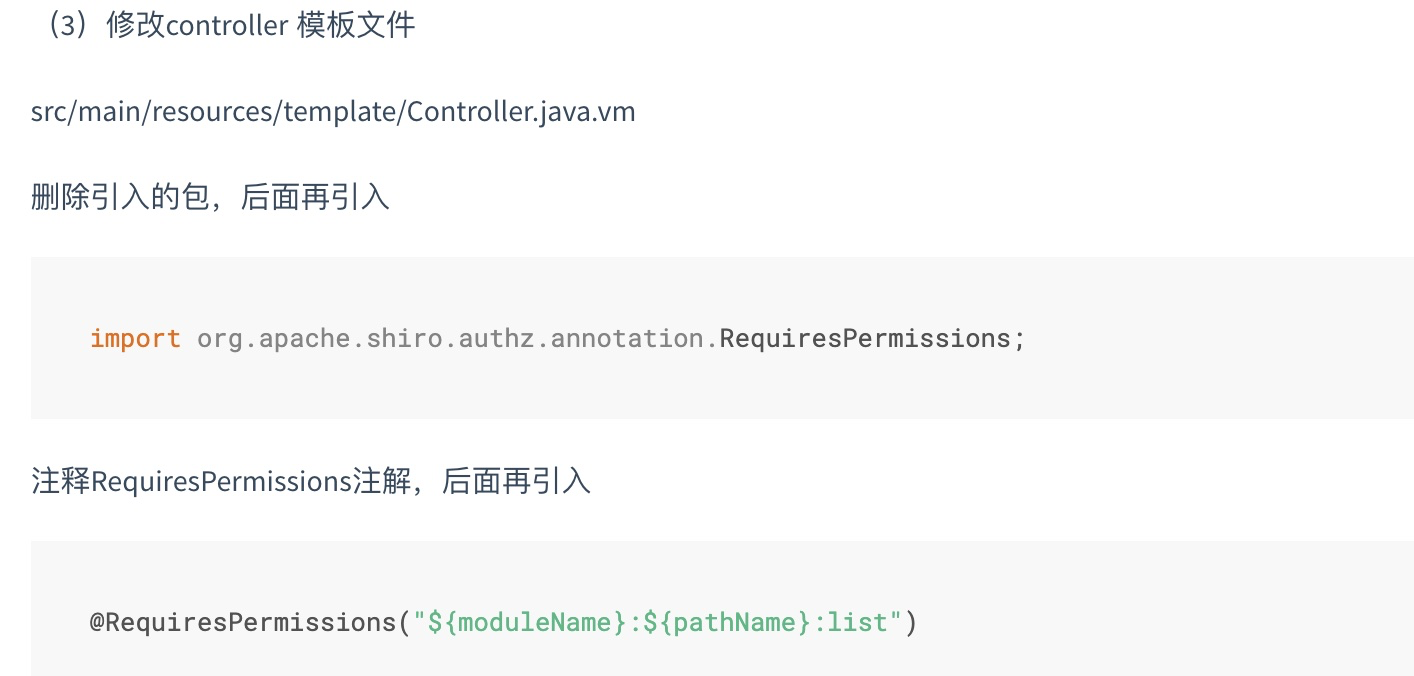 （3）修改controller 模板文件
src/main/resources/template/Controller.java.vm
删除引入的包，后面再引入
import org.apache.shiro.authz.annotation.RequiresPermissions;
注释RequiresPermissions注解，后面再引入
@RequiresPermissions("${moduleName}:${pathName}:list")